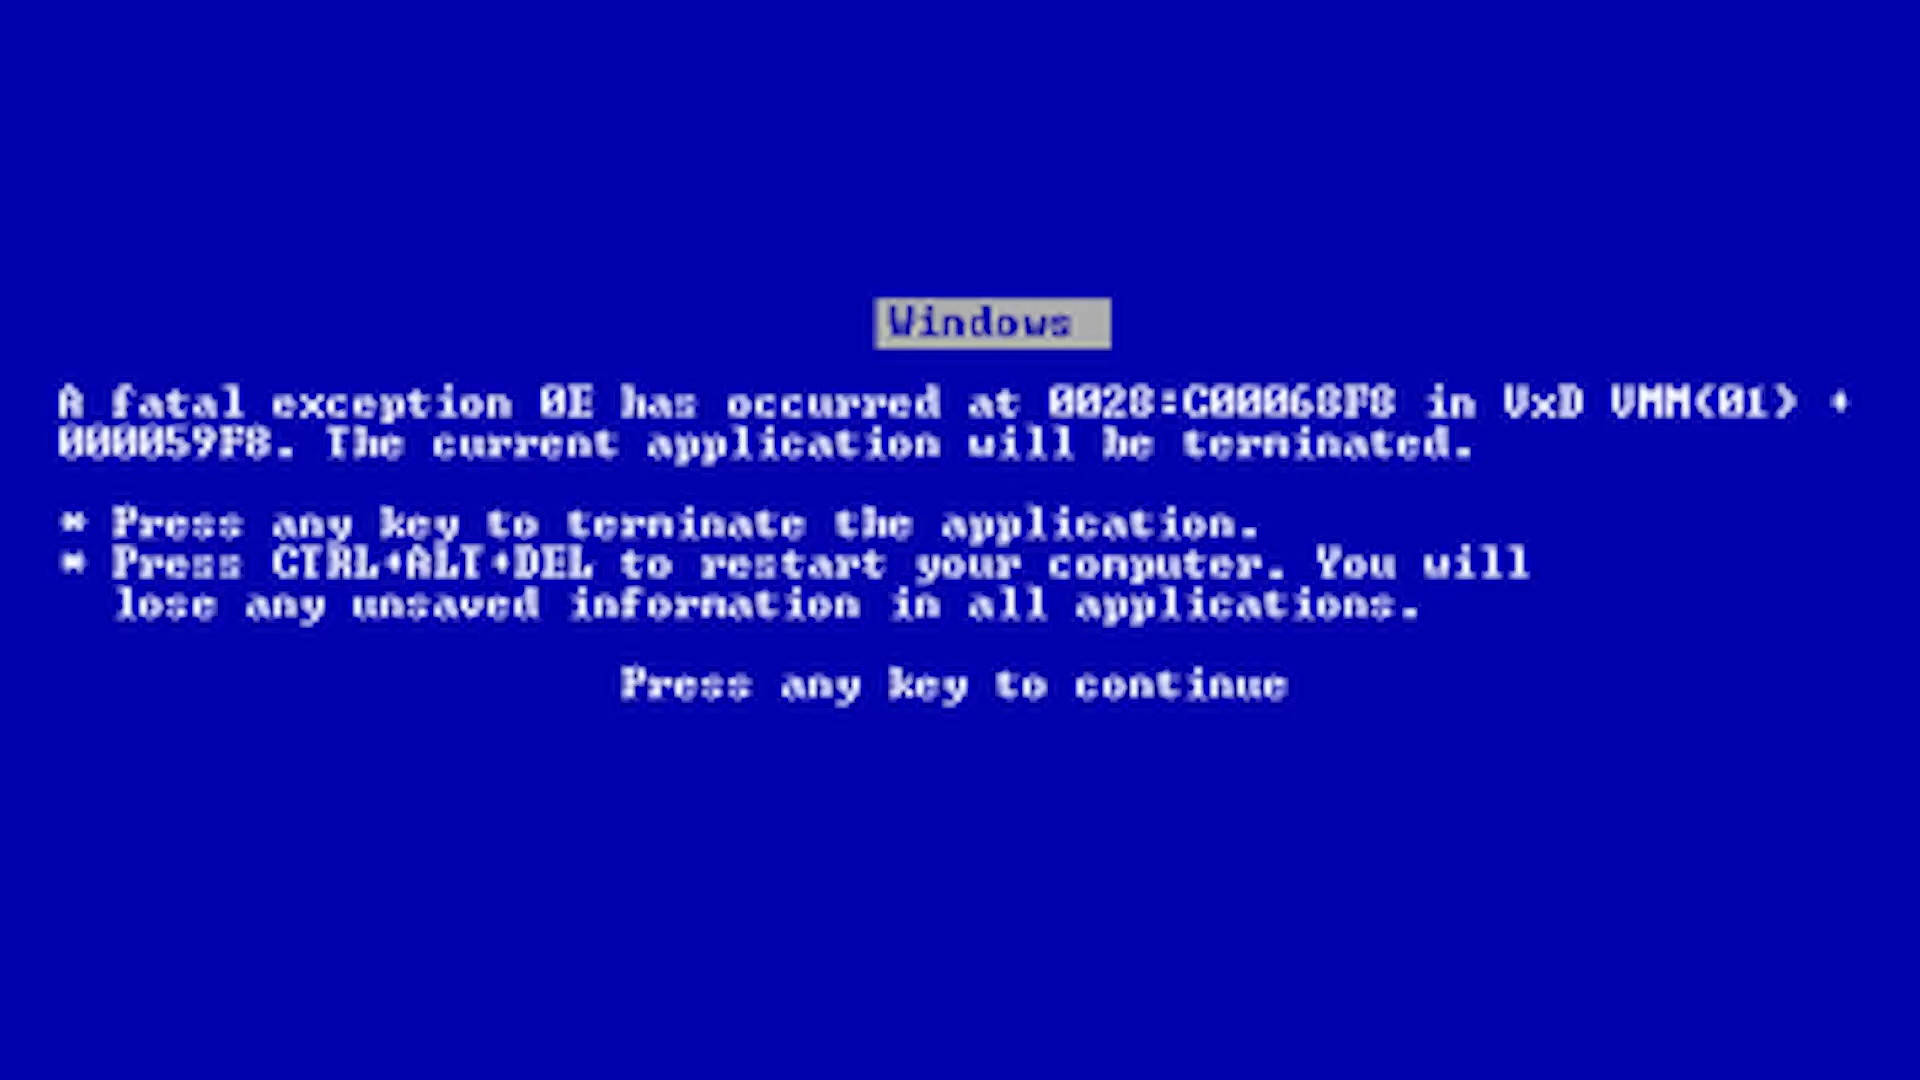 Windows
A fatal exception 0E has occurred at 0028:C00068F8 in VxD VMM(01) +
000059F8. The current application will be terminated.
* Press any key to terminate the application.
* Press CTRL+ALT+DEL to restart your computer. You will
lose any unsaved information in all applications.
Press any key to continue